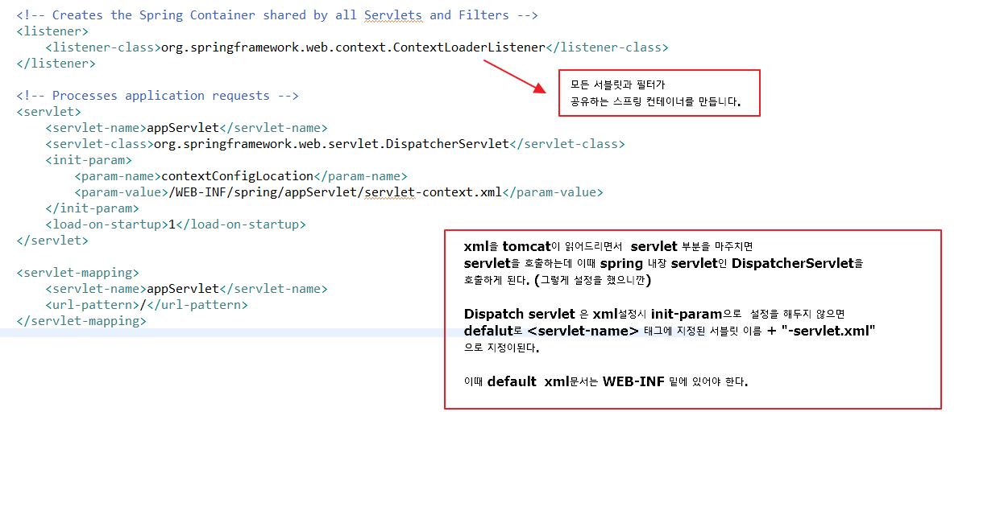 <!-- Creates the Spring Container shared by all Servlets and Filters -->
<listener>
<listener-class>org.springframework.web.context.ContextLoaderListener</listener-class>
</listener>
모든 서블릿과 필터가
공유하는 스프링 컨테이너를 만듭니다.
<!-- Processes application requests -->
<servlet>
<servlet-name>appServlet</servlet-name>
<servlet-class>org.springframework.web.servlet.DispatcherServlet</servlet-class>
<init-param>
<param-name>contextConfigLocation</param-name>
<param-value>/WEB-INF/spring/appServlet/servlet-context.xml</param-value>
</init-param>
<load-on-startup>1</load-on-startup>
</servlet>
<servlet-mapping>
<servlet-name>appServlet</servlet-name>
<url-pattern>/</url-pattern>
</servlet-mapping>
xml을 tomcat이 읽어드리면서 servlet 부분을 마주치면
servlet을 호출하는데 이때 spring 내장 servlet인 DispatcherServlet을
호출하게 된다. (그렇게 설정을 했으니깐)
Dispatch servlet 은 xml설정시 init-param으로 설정을 해두지 않으면
defalut로 <servlet-name> 태그에 지정된 서블릿 이름 + "-servlet.xml"
으로 지정이된다.
이때 default xml문서는 WEB-INF 밑에 있어야 한다.